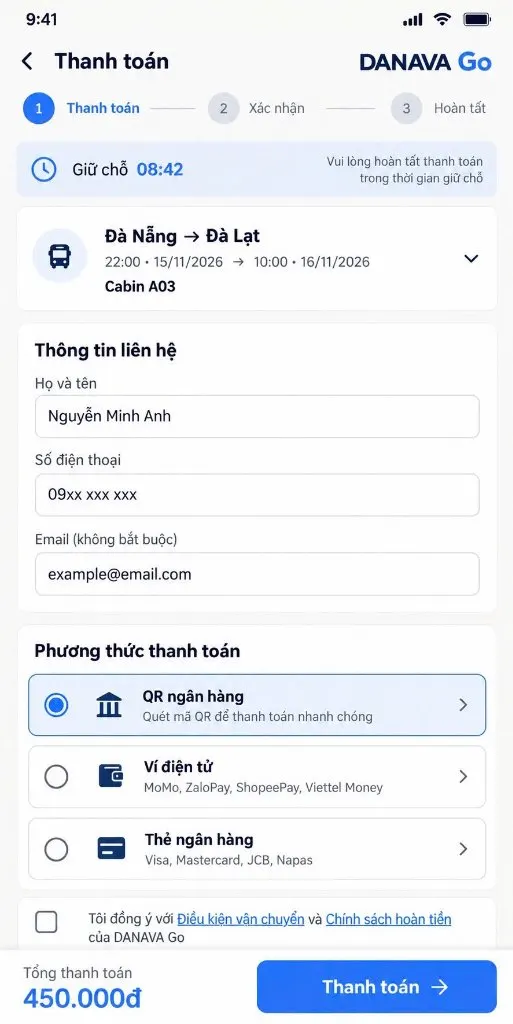 9:41
Thanh toán
DANAVA Go
1 Thanh toán 2 Xác nhận 3 Hoàn tất
Giữ chỗ 08:42
Vui lòng hoàn tất thanh toán
trong thời gian giữ chỗ
Đà Nẵng → Đà Lạt
22:00 • 15/11/2026 → 10:00 • 16/11/2026
Cabin A03
Thông tin liên hệ
Họ và tên
Nguyễn Minh Anh
Số điện thoại
09xx xxx xxx
Email (không bắt buộc)
example@email.com
Phương thức thanh toán
QR ngân hàng
Quét mã QR để thanh toán nhanh chóng
Ví điện tử
MoMo, ZaloPay, ShopeePay, Viettel Money
Thẻ ngân hàng
Visa, Mastercard, JCB, Napas
Tôi đồng ý với Điều kiện vận chuyển và Chính sách hoàn tiền
của DANAVA Go
Tổng thanh toán
450.000đ
Thanh toán →